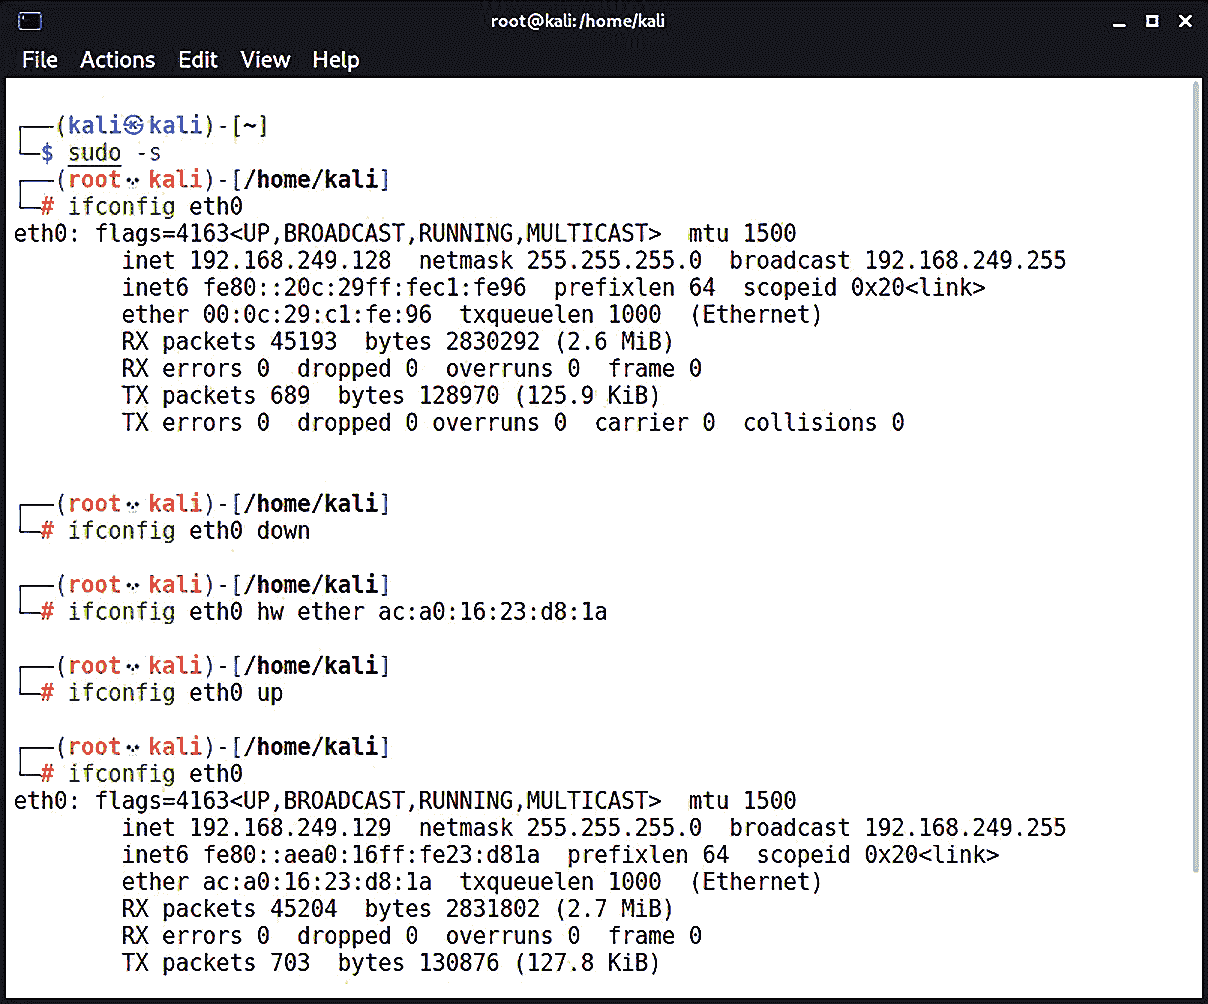 root@kali:/home/kali
File Actions Edit View Help
┌──(kali㉿kali)-[~]
└─$ sudo -s
┌──(root💀kali)-[/home/kali]
└─# ifconfig eth0
eth0: flags=4163<UP,BROADCAST,RUNNING,MULTICAST>  mtu 1500
        inet 192.168.249.128  netmask 255.255.255.0  broadcast 192.168.249.255
        inet6 fe80::20c:29ff:fec1:fe96  prefixlen 64  scopeid 0x20<link>
        ether 00:0c:29:c1:fe:96  txqueuelen 1000  (Ethernet)
        RX packets 45193  bytes 2830292 (2.6 MiB)
        RX errors 0  dropped 0  overruns 0  frame 0
        TX packets 689  bytes 128970 (125.9 KiB)
        TX errors 0  dropped 0 overruns 0  carrier 0  collisions 0
┌──(root💀kali)-[/home/kali]
└─# ifconfig eth0 down
┌──(root💀kali)-[/home/kali]
└─# ifconfig eth0 hw ether ac:a0:16:23:d8:1a
┌──(root💀kali)-[/home/kali]
└─# ifconfig eth0 up
┌──(root💀kali)-[/home/kali]
└─# ifconfig eth0
eth0: flags=4163<UP,BROADCAST,RUNNING,MULTICAST>  mtu 1500
        inet 192.168.249.129  netmask 255.255.255.0  broadcast 192.168.249.255
        inet6 fe80::aea0:16ff:fe23:d81a  prefixlen 64  scopeid 0x20<link>
        ether ac:a0:16:23:d8:1a  txqueuelen 1000  (Ethernet)
        RX packets 45204  bytes 2831802 (2.7 MiB)
        RX errors 0  dropped 0  overruns 0  frame 0
        TX packets 703  bytes 130876 (127.8 KiB)